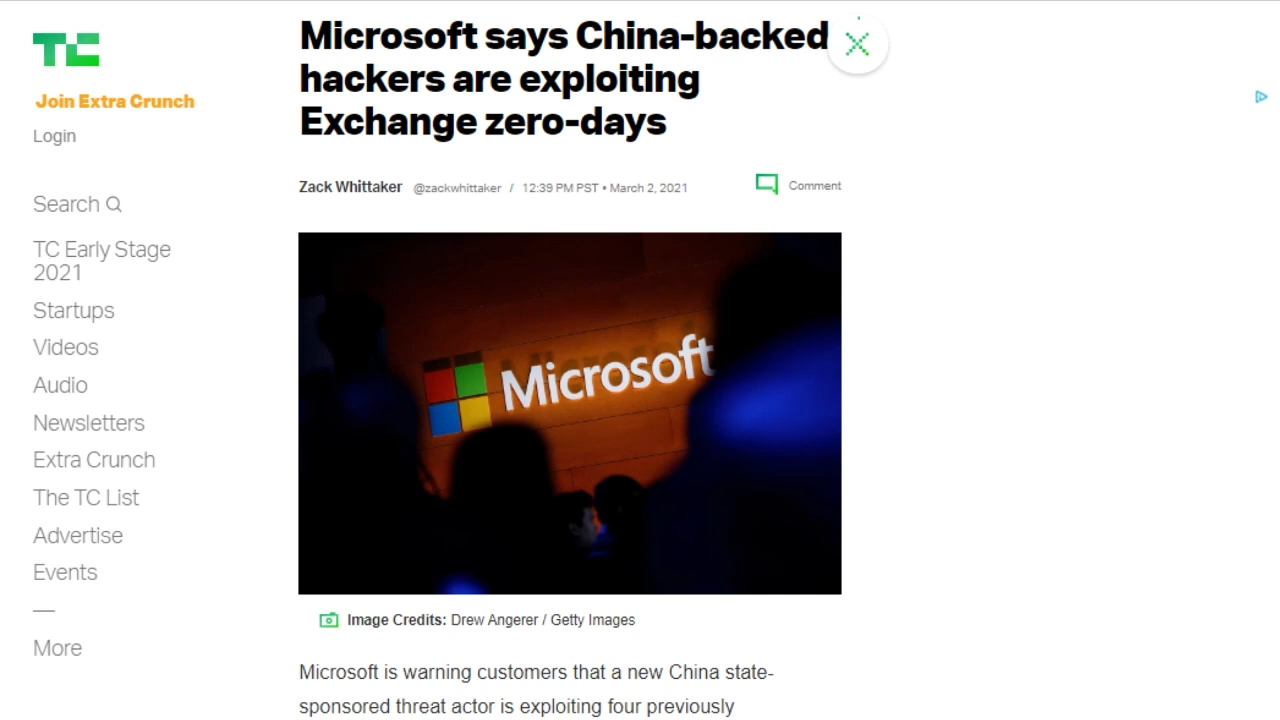 TC
Join Extra Crunch
Login
Search
TC Early Stage
2021
Startups
Videos
Audio
Newsletters
Extra Crunch
The TC List
Advertise
Events
—
More
Microsoft says China-backed
hackers are exploiting
Exchange zero-days
Zack Whittaker @zackwhittaker / 12:39 PM PST • March 2, 2021
Comment
Microsoft
Image Credits: Drew Angerer / Getty Images
Microsoft is warning customers that a new China state-
sponsored threat actor is exploiting four previously